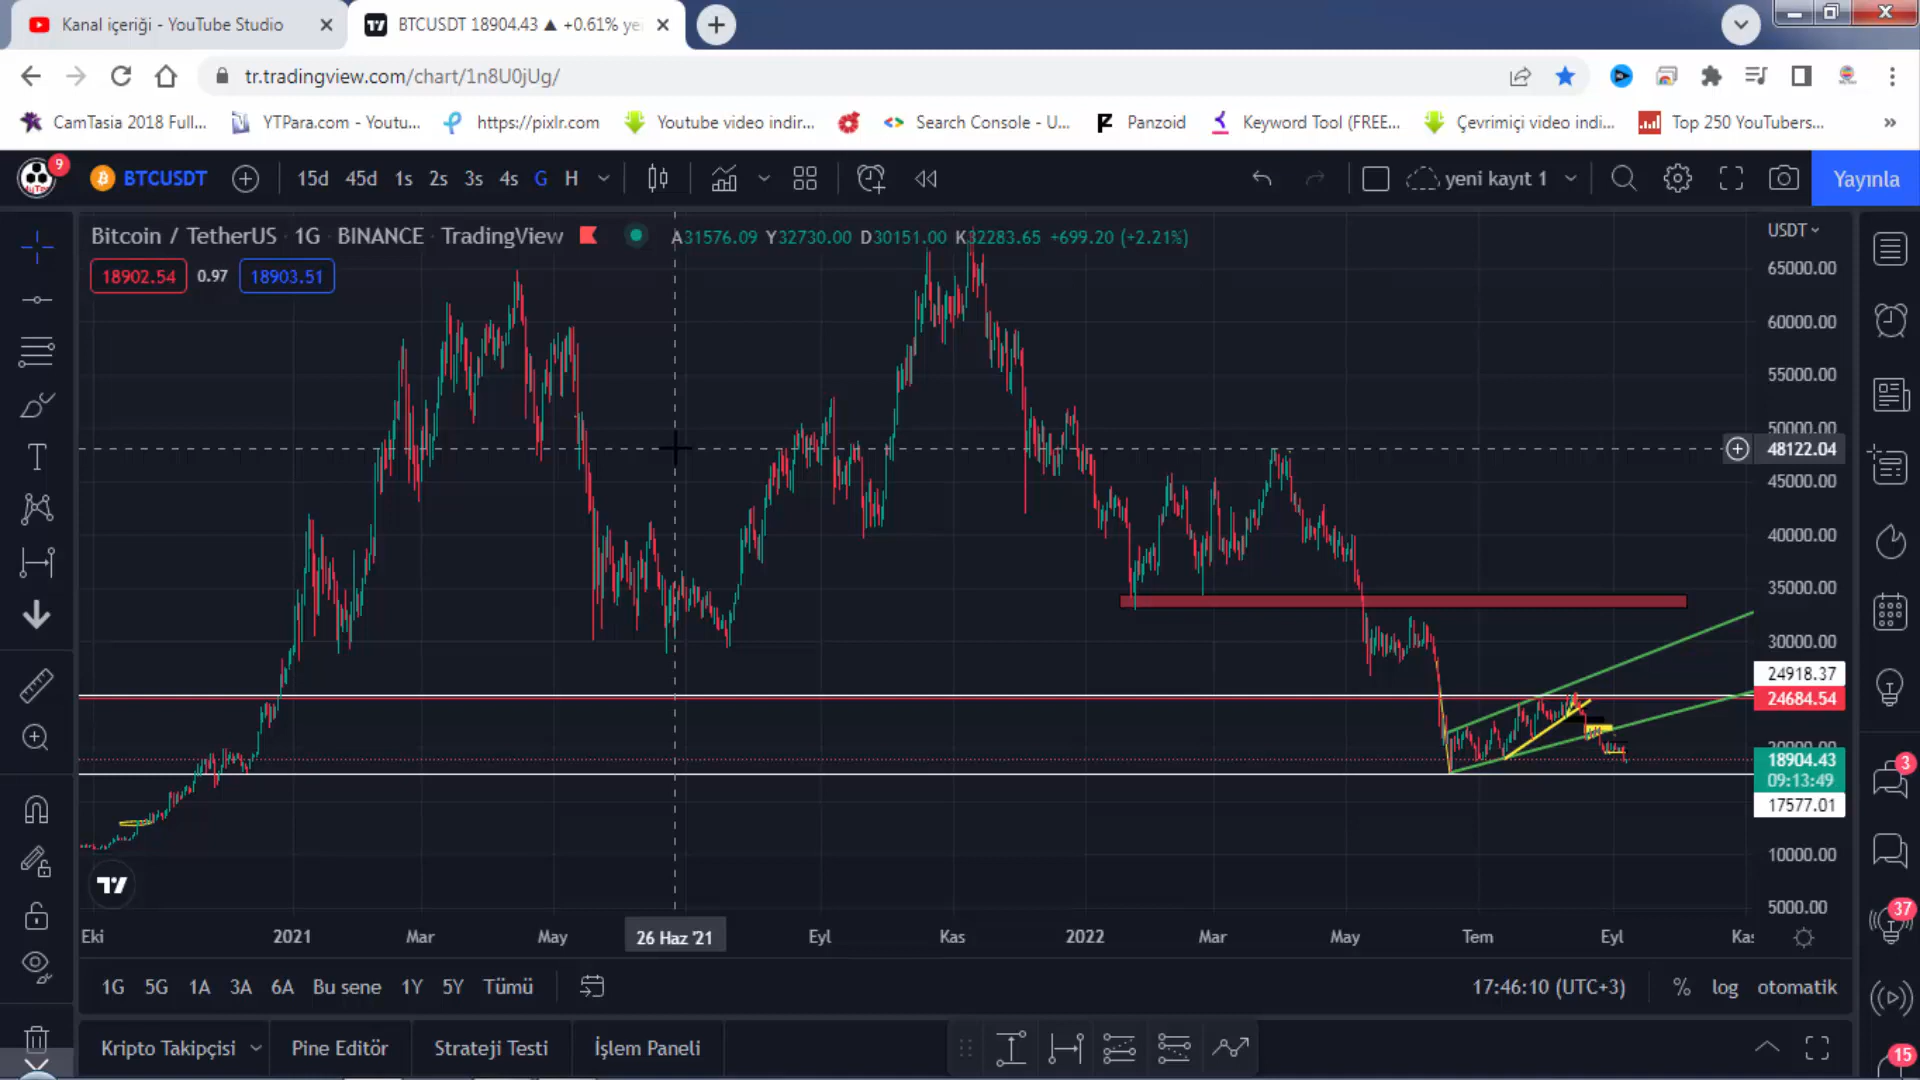 Kanal içeriği - YouTube Studio
BTCUSDT 18904.43 ▲ +0.61% ye
tr.tradingview.com/chart/1n8U0jUg/
CamTasia 2018 Full...
YTPara.com - Youtu...
https://pixlr.com
Youtube video indir...
Search Console - U...
Panzoid
Keyword Tool (FREE...
Çevrimiçi video indi...
Top 250 YouTubers...
»
9
BTCUSDT
15d 45d 1s 2s 3s 4s G H
yeni kayıt 1
Yayınla
Bitcoin / TetherUS · 1G · BINANCE · TradingView
A31576.09 Y32730.00 D30151.00 K32283.65 +699.20 (+2.21%)
USDT
18902.54 0.97 18903.51
65000.00
60000.00
55000.00
50000.00
48122.04
45000.00
40000.00
35000.00
30000.00
24918.37
24684.54
20000.00
18904.43
09:13:49
17577.01
10000.00
5000.00
3
37
15
Eki 2021 Mar May 26 Haz '21 Eyl Kas 2022 Mar May Tem Eyl Kas
1G 5G 1A 3A 6A Bu sene 1Y 5Y Tümü
17:46:10 (UTC+3) % log otomatik
Kripto Takipçisi Pine Editör Strateji Testi İşlem Paneli